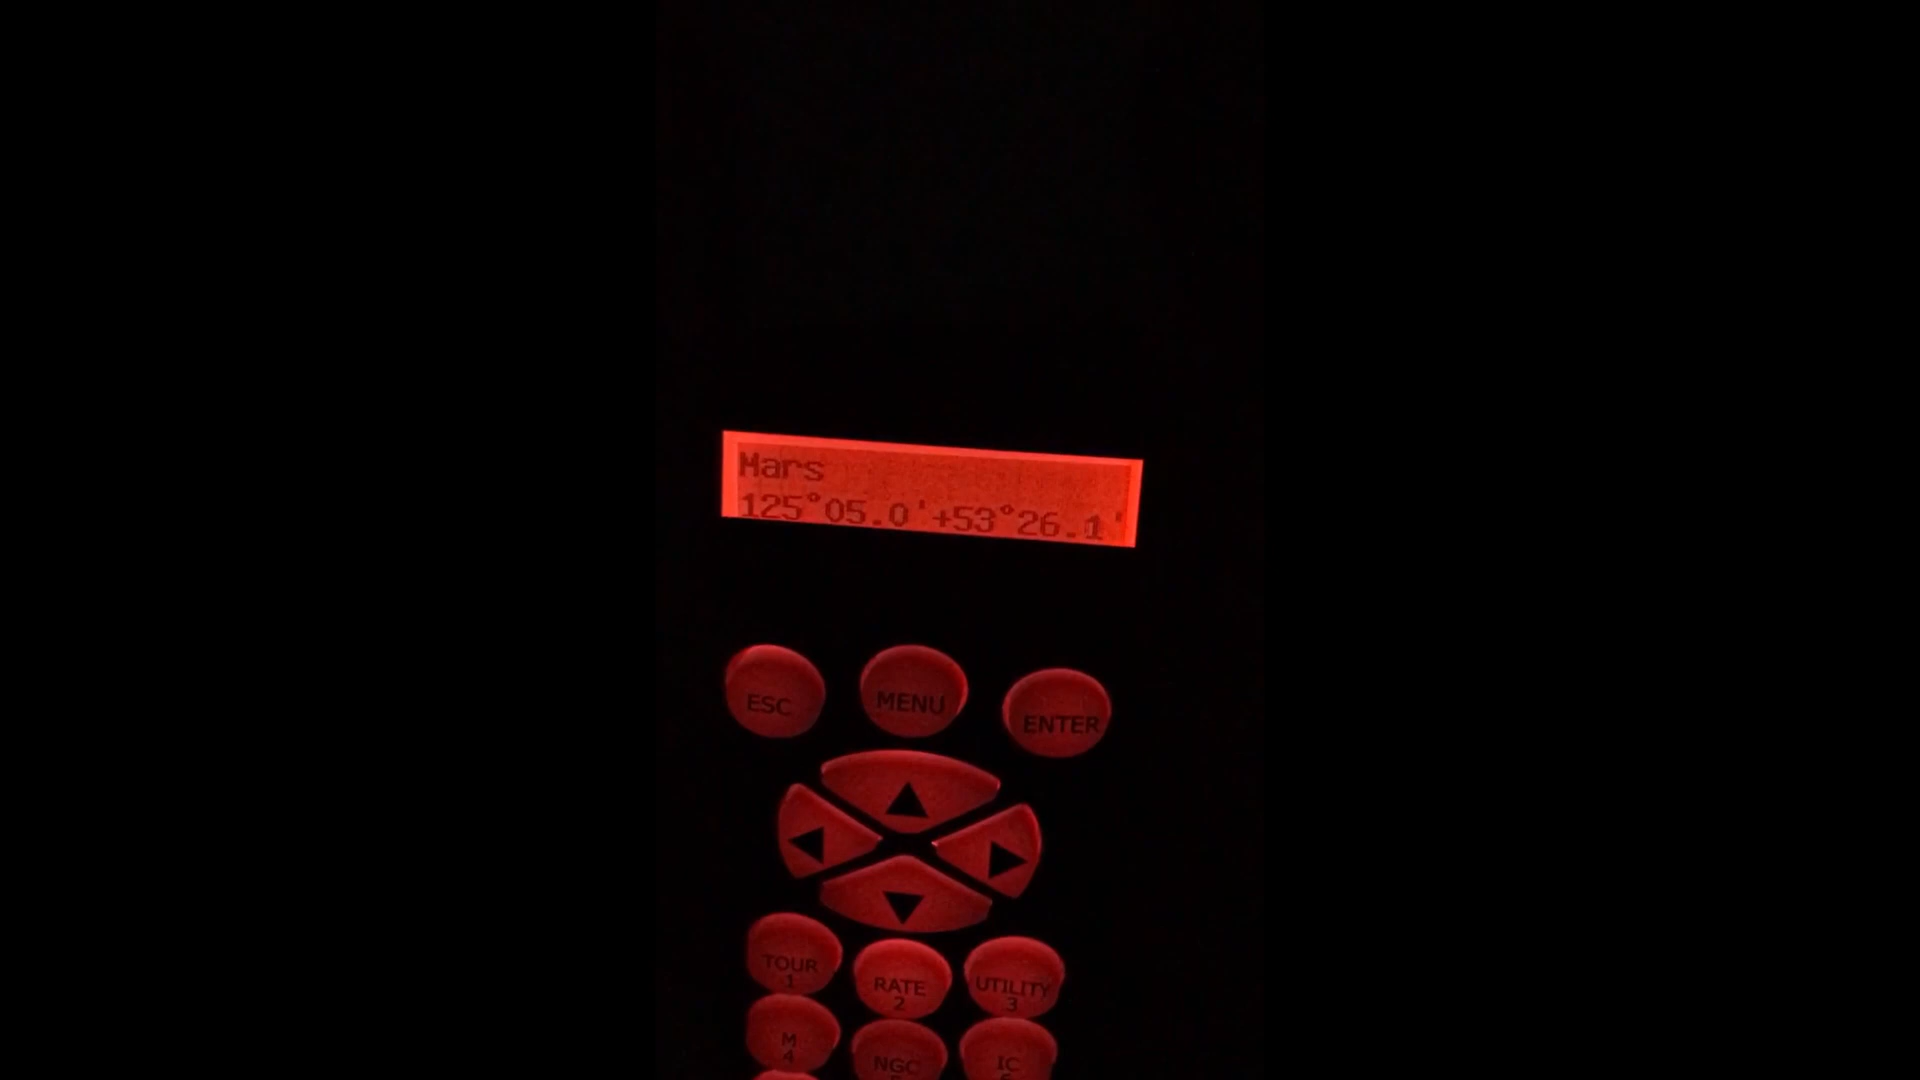 Mars
125°05.0'+53°26.1'
ESC
MENU
ENTER
TOUR
1
RATE
2
UTILITY
3
M
4
NGC
IC